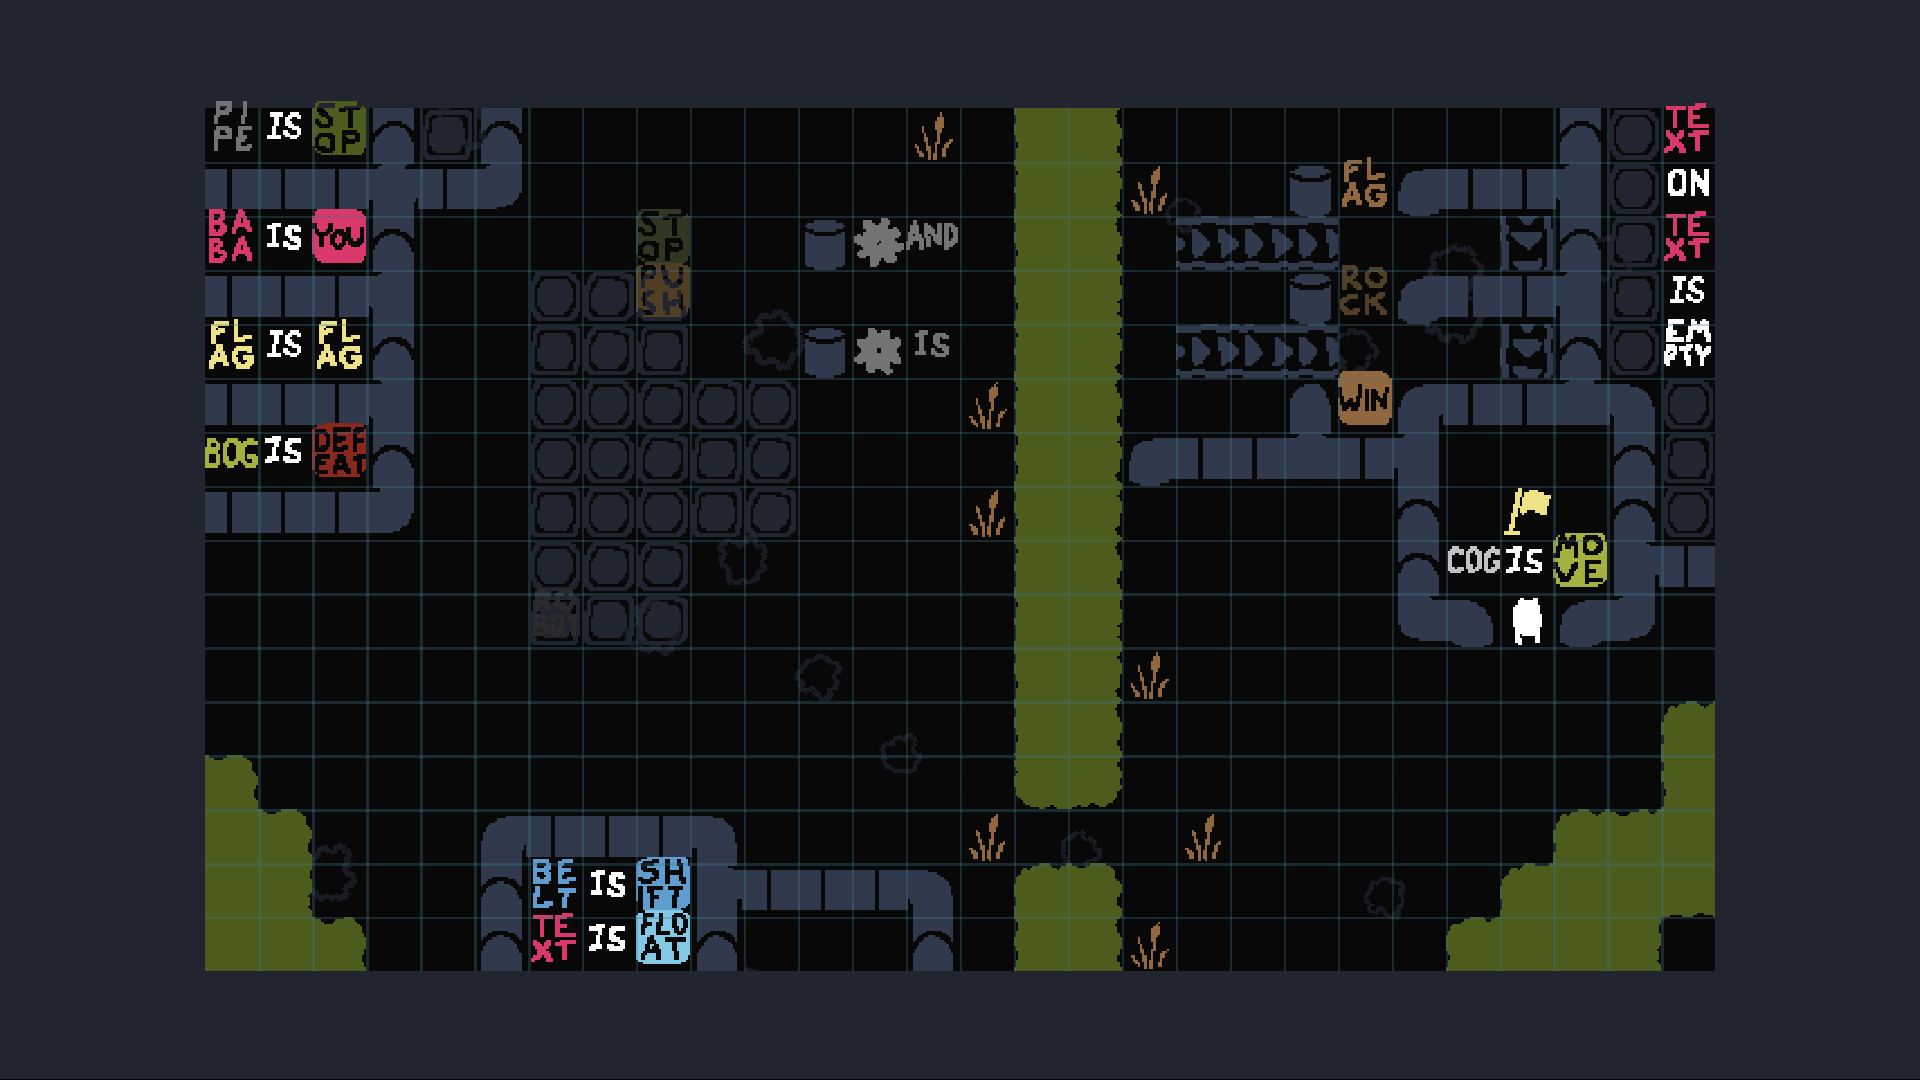 PIPE IS STOP
TEXT
ON
TEXT
IS
EMPTY
FLAG
BABA IS YOU
STOP
AND
PUSH
ROCK
FLAG IS FLAG
IS
WIN
BOG IS DEFEAT
COG IS MOVE
ROBOT
BELT IS SHIFT
TEXT IS FLOAT